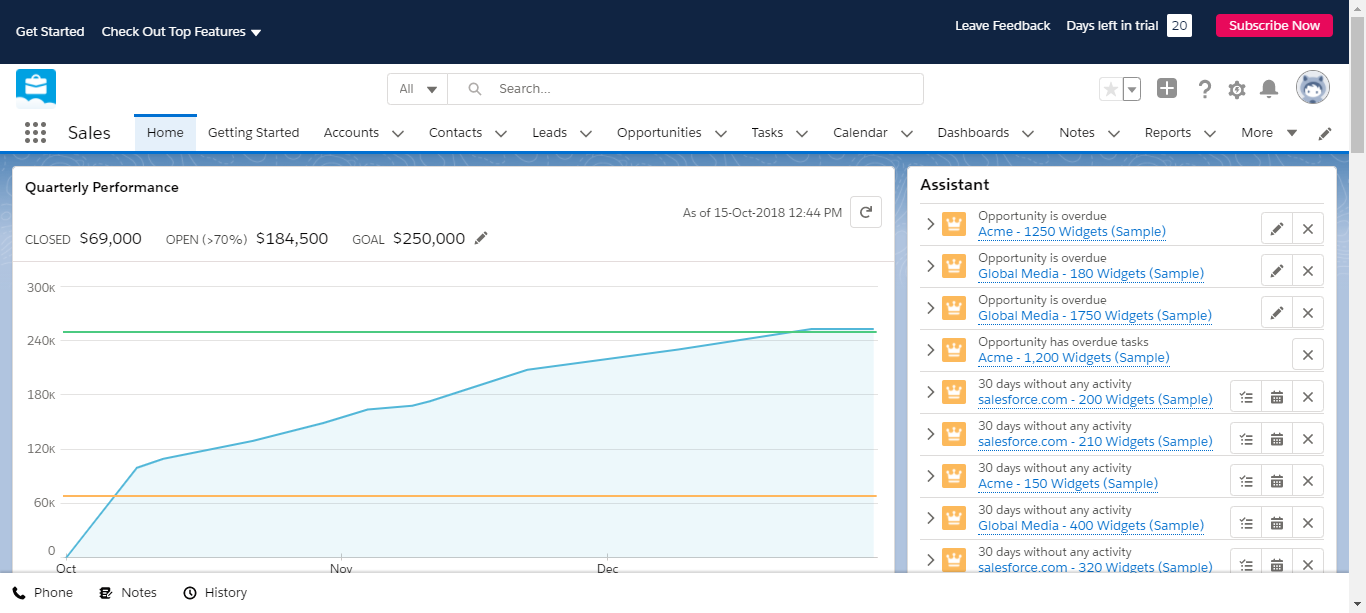 Get Started Check Out Top Features
Leave Feedback Days left in trial 20 Subscribe Now
All Search...
Sales Home Getting Started Accounts Contacts Leads Opportunities Tasks Calendar Dashboards Notes Reports More
Quarterly Performance
As of 15-Oct-2018 12:44 PM
CLOSED $69,000 OPEN (>70%) $184,500 GOAL $250,000
300K
240K
180K
120K
60K
0
Oct Nov Dec
Assistant
Opportunity is overdue
Acme - 1250 Widgets (Sample)
Opportunity is overdue
Global Media - 180 Widgets (Sample)
Opportunity is overdue
Global Media - 1750 Widgets (Sample)
Opportunity has overdue tasks
Acme - 1,200 Widgets (Sample)
30 days without any activity
salesforce.com - 200 Widgets (Sample)
30 days without any activity
salesforce.com - 210 Widgets (Sample)
30 days without any activity
Acme - 150 Widgets (Sample)
30 days without any activity
Global Media - 400 Widgets (Sample)
30 days without any activity
salesforce.com - 320 Widgets (Sample)
Phone Notes History